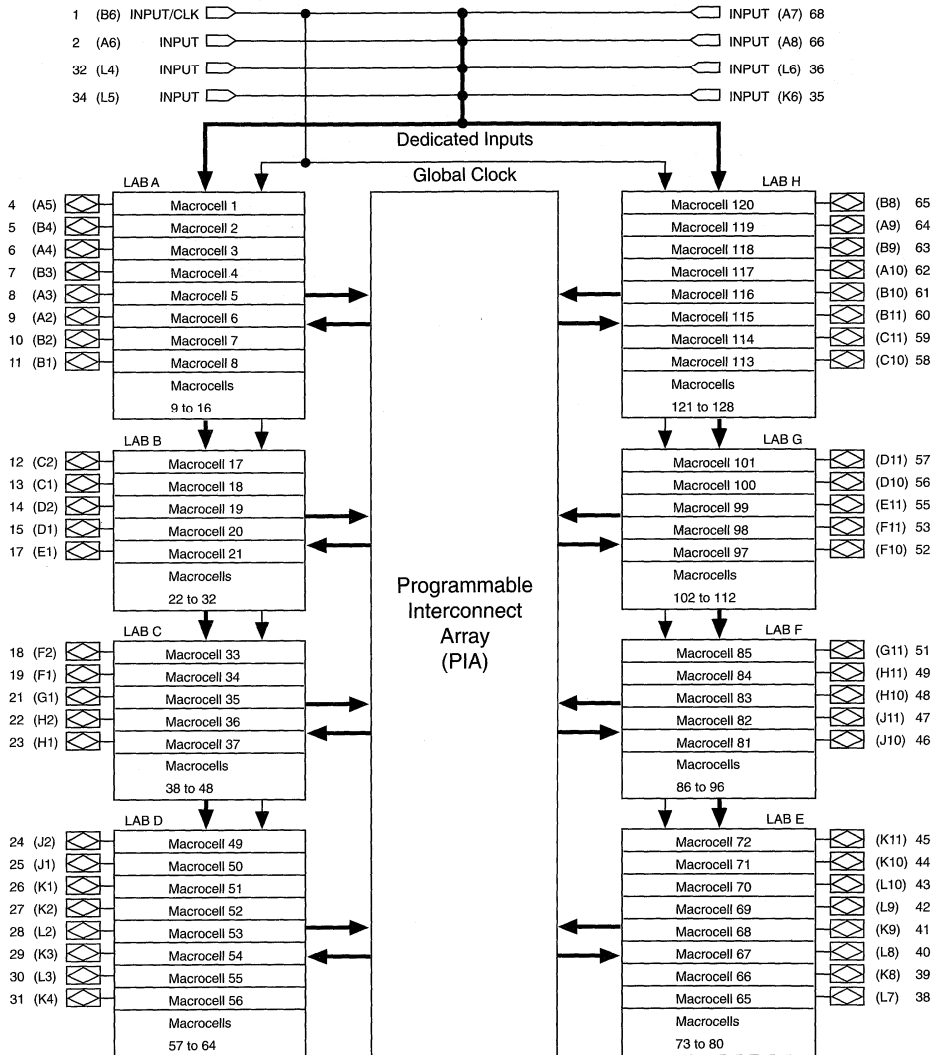 1 (B6) INPUT/CLK INPUT (A7) 68
2 (A6) INPUT INPUT (A8) 66
32 (L4) INPUT INPUT (L6) 36
34 (L5) INPUT INPUT (K6) 35
Dedicated Inputs
Global Clock
LAB A
4 (A5) Macrocell 1
5 (B4) Macrocell 2
6 (A4) Macrocell 3
7 (B3) Macrocell 4
8 (A3) Macrocell 5
9 (A2) Macrocell 6
10 (B2) Macrocell 7
11 (B1) Macrocell 8
Macrocells
9 to 16
LAB B
12 (C2) Macrocell 17
13 (C1) Macrocell 18
14 (D2) Macrocell 19
15 (D1) Macrocell 20
17 (E1) Macrocell 21
Macrocells
22 to 32
LAB C
18 (F2) Macrocell 33
19 (F1) Macrocell 34
21 (G1) Macrocell 35
22 (H2) Macrocell 36
23 (H1) Macrocell 37
Macrocells
38 to 48
LAB D
24 (J2) Macrocell 49
25 (J1) Macrocell 50
26 (K1) Macrocell 51
27 (K2) Macrocell 52
28 (L2) Macrocell 53
29 (K3) Macrocell 54
30 (L3) Macrocell 55
31 (K4) Macrocell 56
Macrocells
57 to 64
Programmable
Interconnect
Array
(PIA)
LAB H
Macrocell 120 (B8) 65
Macrocell 119 (A9) 64
Macrocell 118 (B9) 63
Macrocell 117 (A10) 62
Macrocell 116 (B10) 61
Macrocell 115 (B11) 60
Macrocell 114 (C11) 59
Macrocell 113 (C10) 58
Macrocells
121 to 128
LAB G
Macrocell 101 (D11) 57
Macrocell 100 (D10) 56
Macrocell 99 (E11) 55
Macrocell 98 (F11) 53
Macrocell 97 (F10) 52
Macrocells
102 to 112
LAB F
Macrocell 85 (G11) 51
Macrocell 84 (H11) 49
Macrocell 83 (H10) 48
Macrocell 82 (J11) 47
Macrocell 81 (J10) 46
Macrocells
86 to 96
LAB E
Macrocell 72 (K11) 45
Macrocell 71 (K10) 44
Macrocell 70 (L10) 43
Macrocell 69 (L9) 42
Macrocell 68 (K9) 41
Macrocell 67 (L8) 40
Macrocell 66 (K8) 39
Macrocell 65 (L7) 38
Macrocells
73 to 80